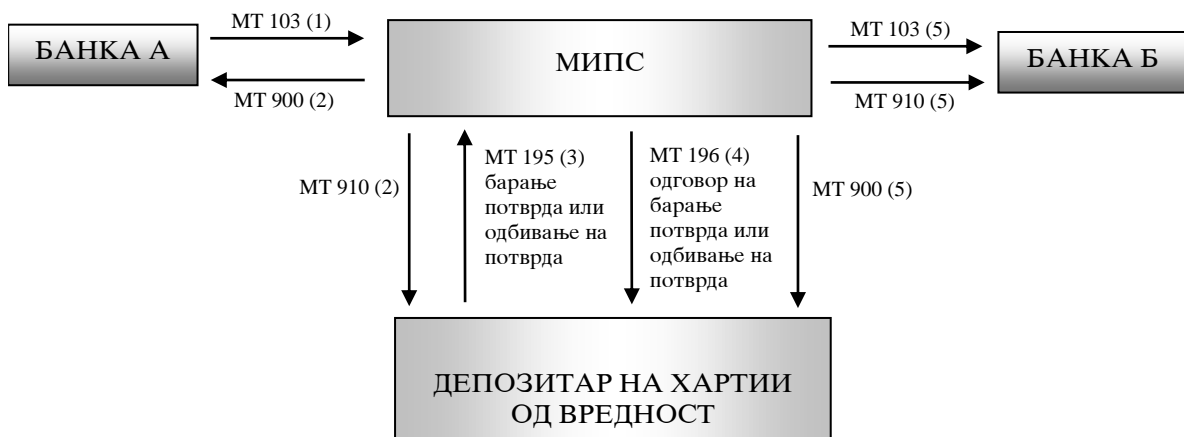 МТ 103 (1)
БАНКА А
МТ 900 (2)
МИПС
МТ 103 (5)
МТ 910 (5)
БАНКА Б
МТ 910 (2)
МТ 195 (3)
барање
потврда или
одбивање на
потврда
МТ 196 (4)
одговор на
барање
потврда или
одбивање на
потврда
МТ 900 (5)
ДЕПОЗИТАР НА ХАРТИИ
ОД ВРЕДНОСТ